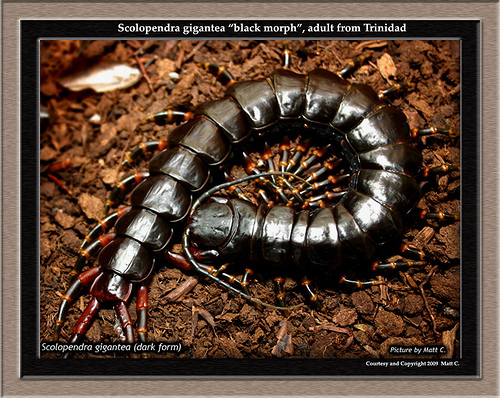 Scolopendra gigantea “black morph”, adult from Trinidad
Scolopendra gigantea (dark form)
Picture by Matt C.
Courtesy and Copyright 2009  Matt C.